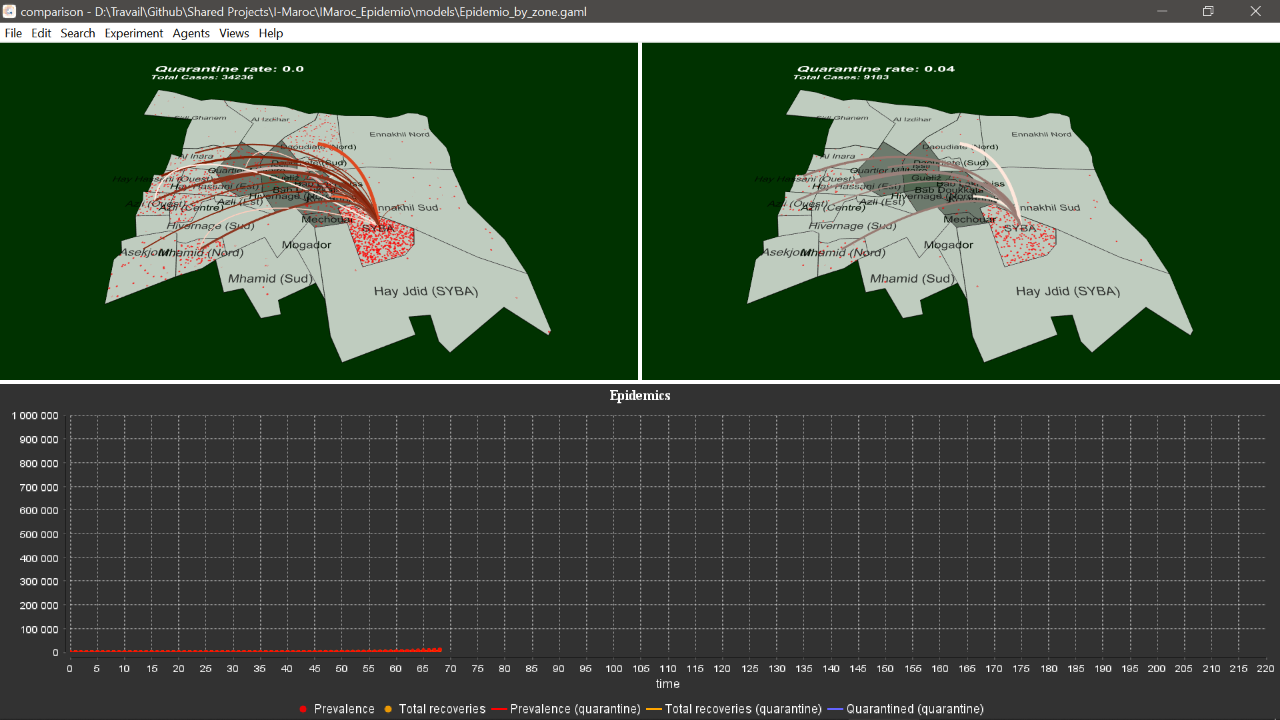 comparison - D:\Travail\Github\Shared Projects\I-Maroc\IMaroc_Epidemio\models\Epidemio_by_zone.gaml
File Edit Search Experiment Agents Views Help
Quarantine rate: 0.0
Total Cases: 34236
Sidi Ghanem
Al Izdihar
Ennakhil Nord
Daoudiate (Nord)
Al Inara
Hay Hassani (Ouest)
Hay Hassani (Est)
Bab Doukkala
Azli (Ouest)
Azli (Centre)
Azli (Est)
Ennakhil Sud
Mechouar
SYBA
Hivernage (Sud)
Mogador
Asekjour
Mhamid (Nord)
Mhamid (Sud)
Hay Jdid (SYBA)
Quarantine rate: 0.04
Total Cases: 9183
Sidi Ghanem
Al Izdihar
Ennakhil Nord
Daoudiate (Nord)
Daoudiate (Sud)
Al Inara
Quartier Militaire
Gueliz
Hay Hassani (Ouest)
Hay Hassani (Est)
Bab Doukkala
Azli (Ouest)
Azli (Centre)
Azli (Est)
Ennakhil Sud
Mechouar
SYBA
Hivernage (Sud)
Mogador
Asekjour
Mhamid (Nord)
Mhamid (Sud)
Hay Jdid (SYBA)
Epidemics
1 000 000
900 000
800 000
700 000
600 000
500 000
400 000
300 000
200 000
100 000
0
0 5 10 15 20 25 30 35 40 45 50 55 60 65 70 75 80 85 90 95 100 105 110 115 120 125 130 135 140 145 150 155 160 165 170 175 180 185 190 195 200 205 210 215 220
time
Prevalence Total recoveries Prevalence (quarantine) Total recoveries (quarantine) Quarantined (quarantine)